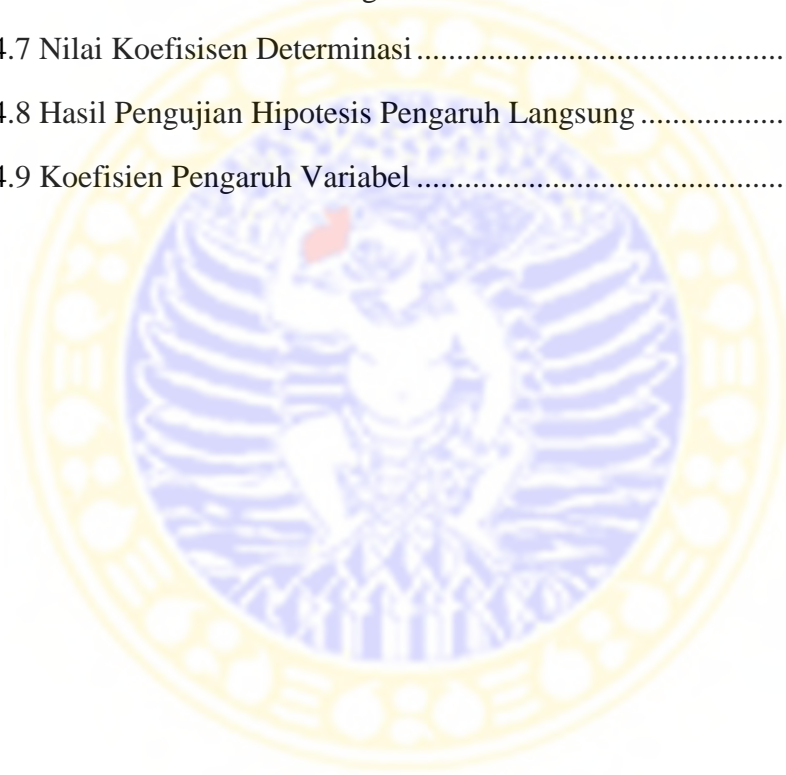 4.7 Nilai Koefisisen Determinasi ..............................................
4.8 Hasil Pengujian Hipotesis Pengaruh Langsung ..................
4.9 Koefisien Pengaruh Variabel ..............................................